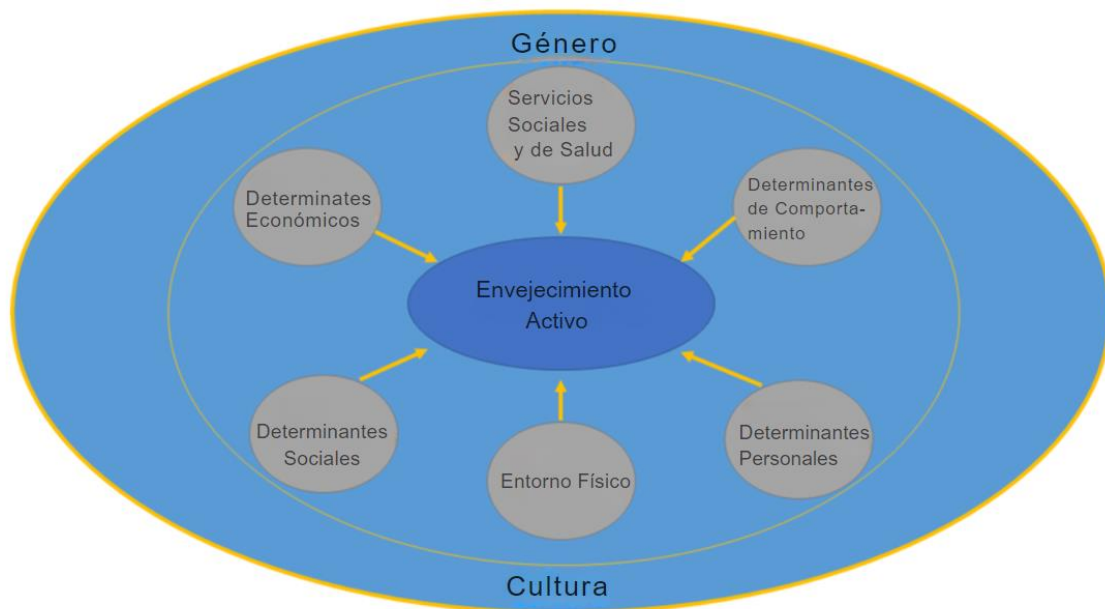 Género
Servicios
Sociales
y de Salud
Determinates
Económicos
Determinantes
de Comporta-
miento
Envejecimiento
Activo
Determinantes
Sociales
Entorno Físico
Determinantes
Personales
Cultura